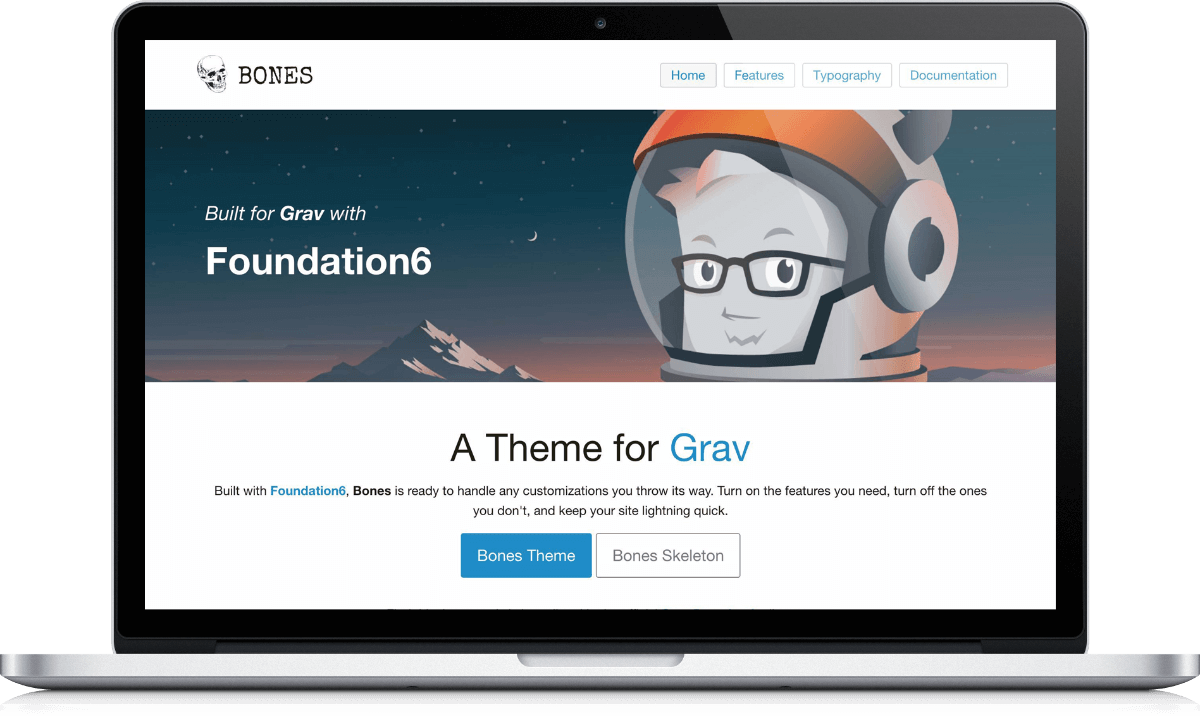 BONES
Home
Features
Typography
Documentation
Built for Grav with
Foundation6
A Theme for Grav
Built with Foundation6, Bones is ready to handle any customizations you throw its way. Turn on the features you need, turn off the ones
you don't, and keep your site lightning quick.
Bones Theme
Bones Skeleton